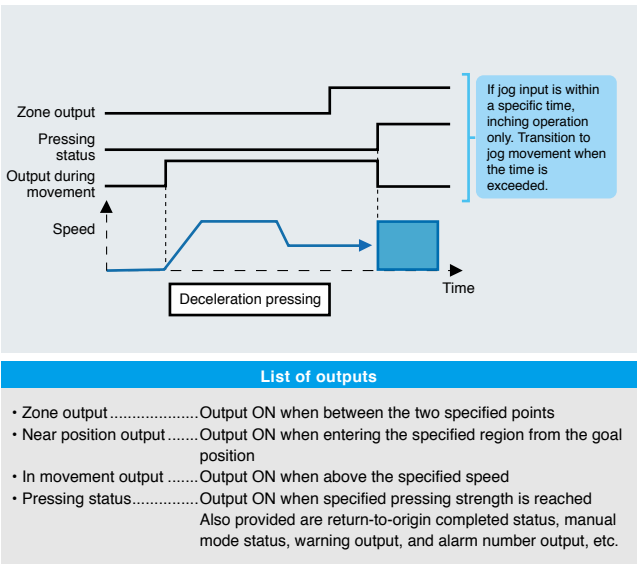 Zone output
Pressing
status
Output during
movement
Speed
If jog input is within
a specific time,
inching operation
only. Transition to
jog movement when
the time is
exceeded.
Time
Deceleration pressing
List of outputs
・Zone output....................Output ON when between the two specified points
・Near position output.......Output ON when entering the specified region from the goal
position
・In movement output .......Output ON when above the specified speed
・Pressing status...............Output ON when specified pressing strength is reached
Also provided are return-to-origin completed status, manual
mode status, warning output, and alarm number output, etc.